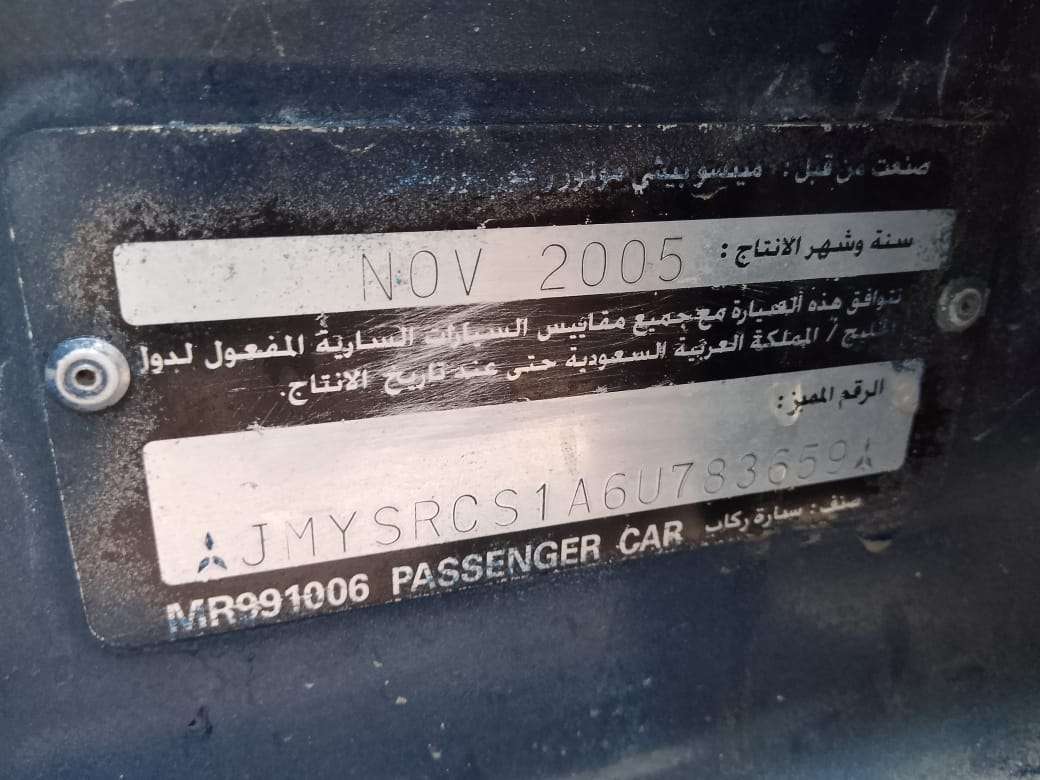 صنعت من قبل : ميتسوبيشي موتورز
سنة وشهر الانتاج : NOV 2005
تتوافق هذه السيارة مع جميع مقاييس السيارات السارية المفعول لدول
الخليج / المملكة العربية السعودية حتى عند تاريخ الانتاج.
الرقم المميز :
JMYSRCS1A6U783659
MR991006 PASSENGER CAR صنف : سيارة ركاب